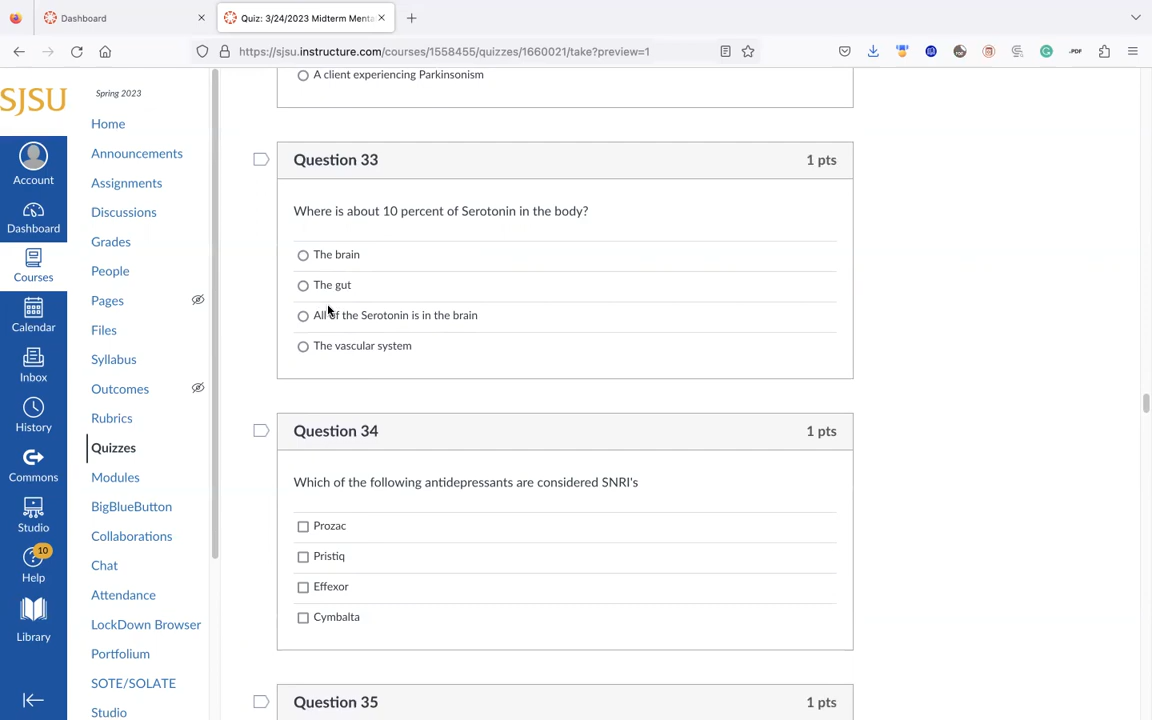 Dashboard
Quiz: 3/24/2023 Midterm Menta
https://sjsu.instructure.com/courses/1558455/quizzes/1660021/take?preview=1
.PDF
SJSU
Account
Dashboard
Courses
Calendar
Inbox
History
Commons
Studio
10
Help
Library
Spring 2023
Home
Announcements
Assignments
Discussions
Grades
People
Pages
Files
Syllabus
Outcomes
Rubrics
Quizzes
Modules
BigBlueButton
Collaborations
Chat
Attendance
LockDown Browser
Portfolium
SOTE/SOLATE
Studio
A client experiencing Parkinsonism
Question 33 1 pts
Where is about 10 percent of Serotonin in the body?
The brain
The gut
All of the Serotonin is in the brain
The vascular system
Question 34 1 pts
Which of the following antidepressants are considered SNRI's
Prozac
Pristiq
Effexor
Cymbalta
Question 35 1 pts